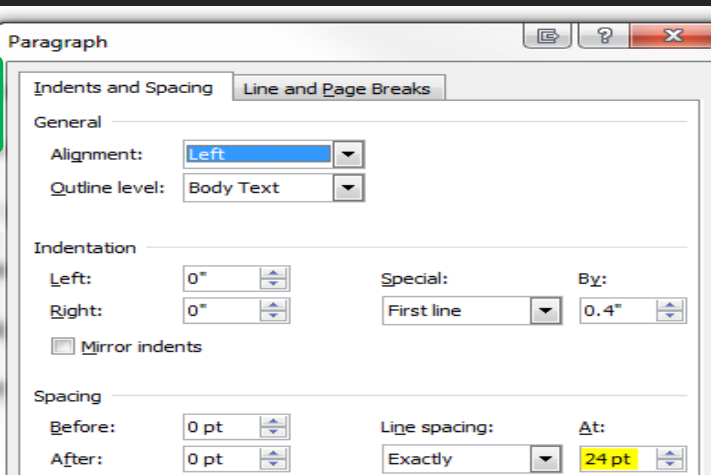 Paragraph
Indents and Spacing Line and Page Breaks
General
Alignment: Left
Outline level: Body Text
Indentation
Left: 0" Special: By:
Right: 0" First line 0.4"
Mirror indents
Spacing
Before: 0 pt Line spacing: At:
After: 0 pt Exactly 24 pt